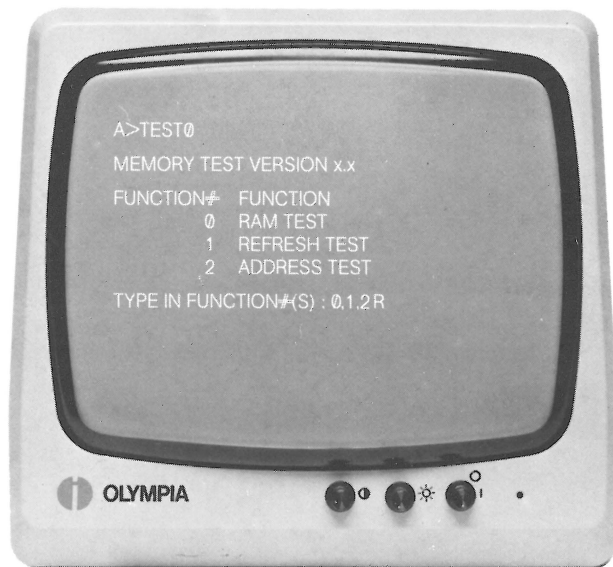 A>TEST0
MEMORY TEST VERSION x.x
FUNCTION# FUNCTION
0 RAM TEST
1 REFRESH TEST
2 ADDRESS TEST
TYPE IN FUNCTION#(S) : 0,1,2 R
OLYMPIA